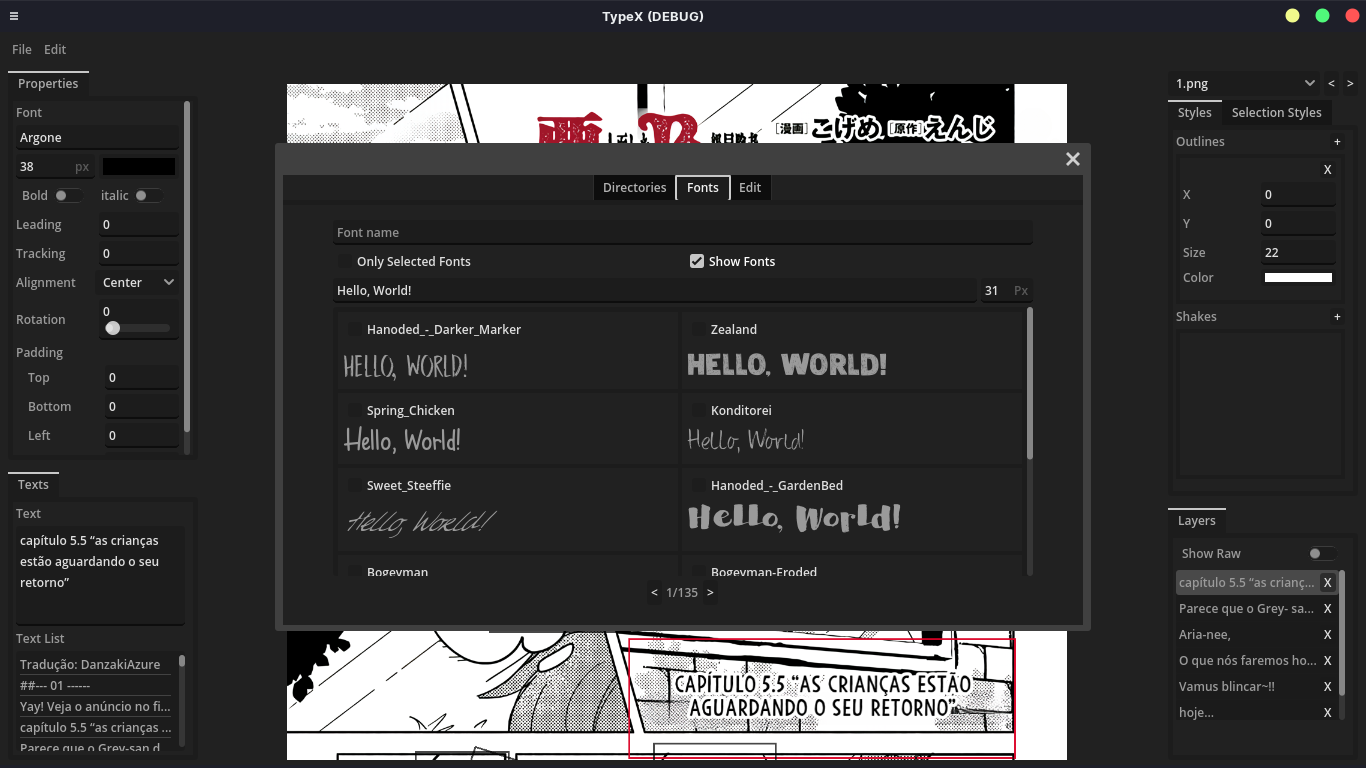 TypeX (DEBUG)
File Edit
Properties
Font
Argone
38 px
Bold italic
Leading 0
Tracking 0
Alignment Center
Rotation 0
Padding
Top 0
Bottom 0
Left 0
Texts
Text
capítulo 5.5 “as crianças
estão aguardando o seu
retorno”
Text List
Tradução: DanzakiAzure
##--- 01 ------
Yay! Veja o anúncio no fi...
capítulo 5.5 “as crianças ...
Parece que o Grey-san d...
[漫画]こげめ [原作]えんじ
X
Directories Fonts Edit
Font name
Only Selected Fonts Show Fonts
Hello, World! 31 Px
Hanoded_-_Darker_Marker
HELLO, WORLD!
Zealand
HELLO, WORLD!
Spring_Chicken
Hello, World!
Konditorei
Hello, World!
Sweet_Steeffie
Hello, World!
Hanoded_-_GardenBed
Hello, World!
Bogeyman
Bogeyman-Eroded
< 1/135 >
CAPÍTULO 5.5 “AS CRIANÇAS ESTÃO
AGUARDANDO O SEU RETORNO”
1.png < >
Styles Selection Styles
Outlines +
X
X 0
Y 0
Size 22
Color
Shakes +
Layers
Show Raw
capítulo 5.5 “as crianç... X
Parece que o Grey- sa... X
Aria-nee, X
O que nós faremos ho... X
Vamus blincar~!! X
hoje... X